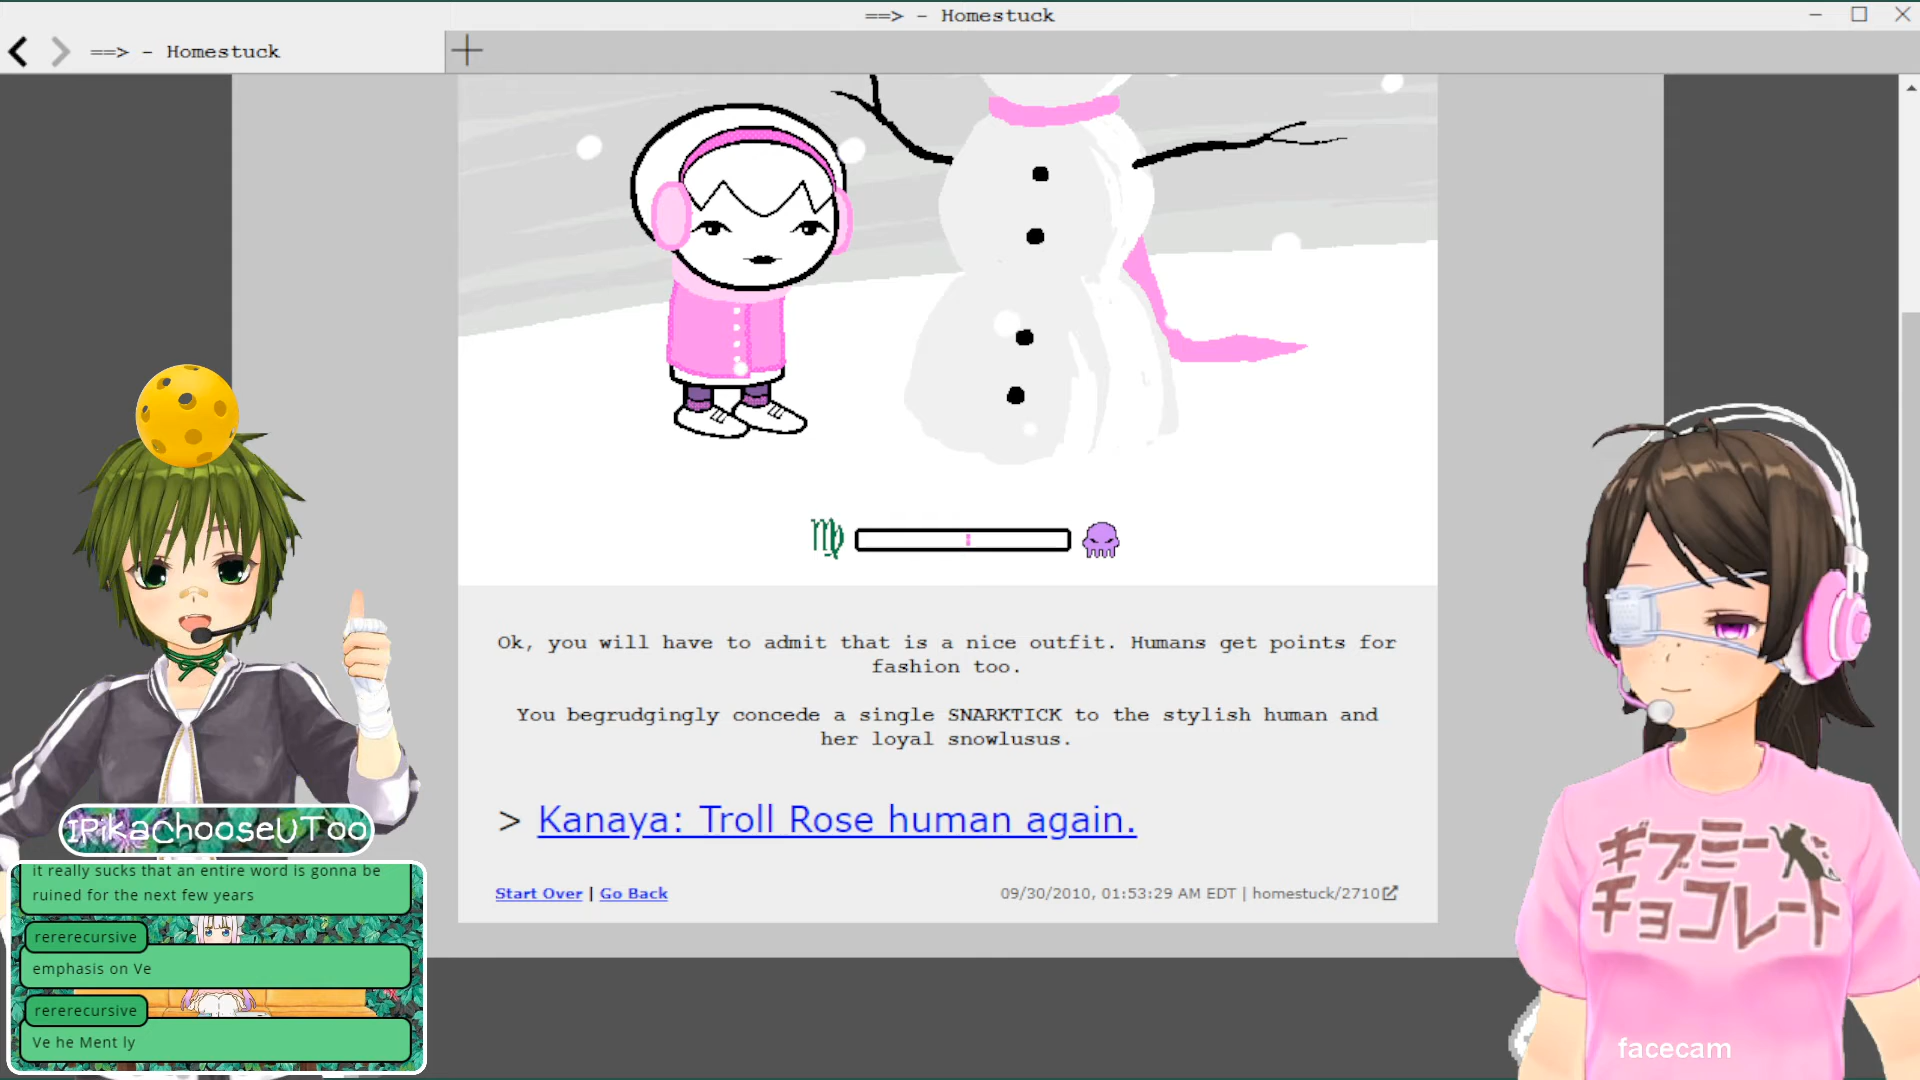 ==> - Homestuck
==> - Homestuck
Ok, you will have to admit that is a nice outfit. Humans get points for
fashion too.
You begrudgingly concede a single SNARKTICK to the stylish human and
her loyal snowlusus.
> Kanaya: Troll Rose human again.
Start Over | Go Back
09/30/2010, 01:53:29 AM EDT | homestuck/2710
IPikachooseUToo
it really sucks that an entire word is gonna be
ruined for the next few years
rererecursive
emphasis on Ve
rererecursive
Ve he Ment ly
ギブミー
チョコレート
facecam